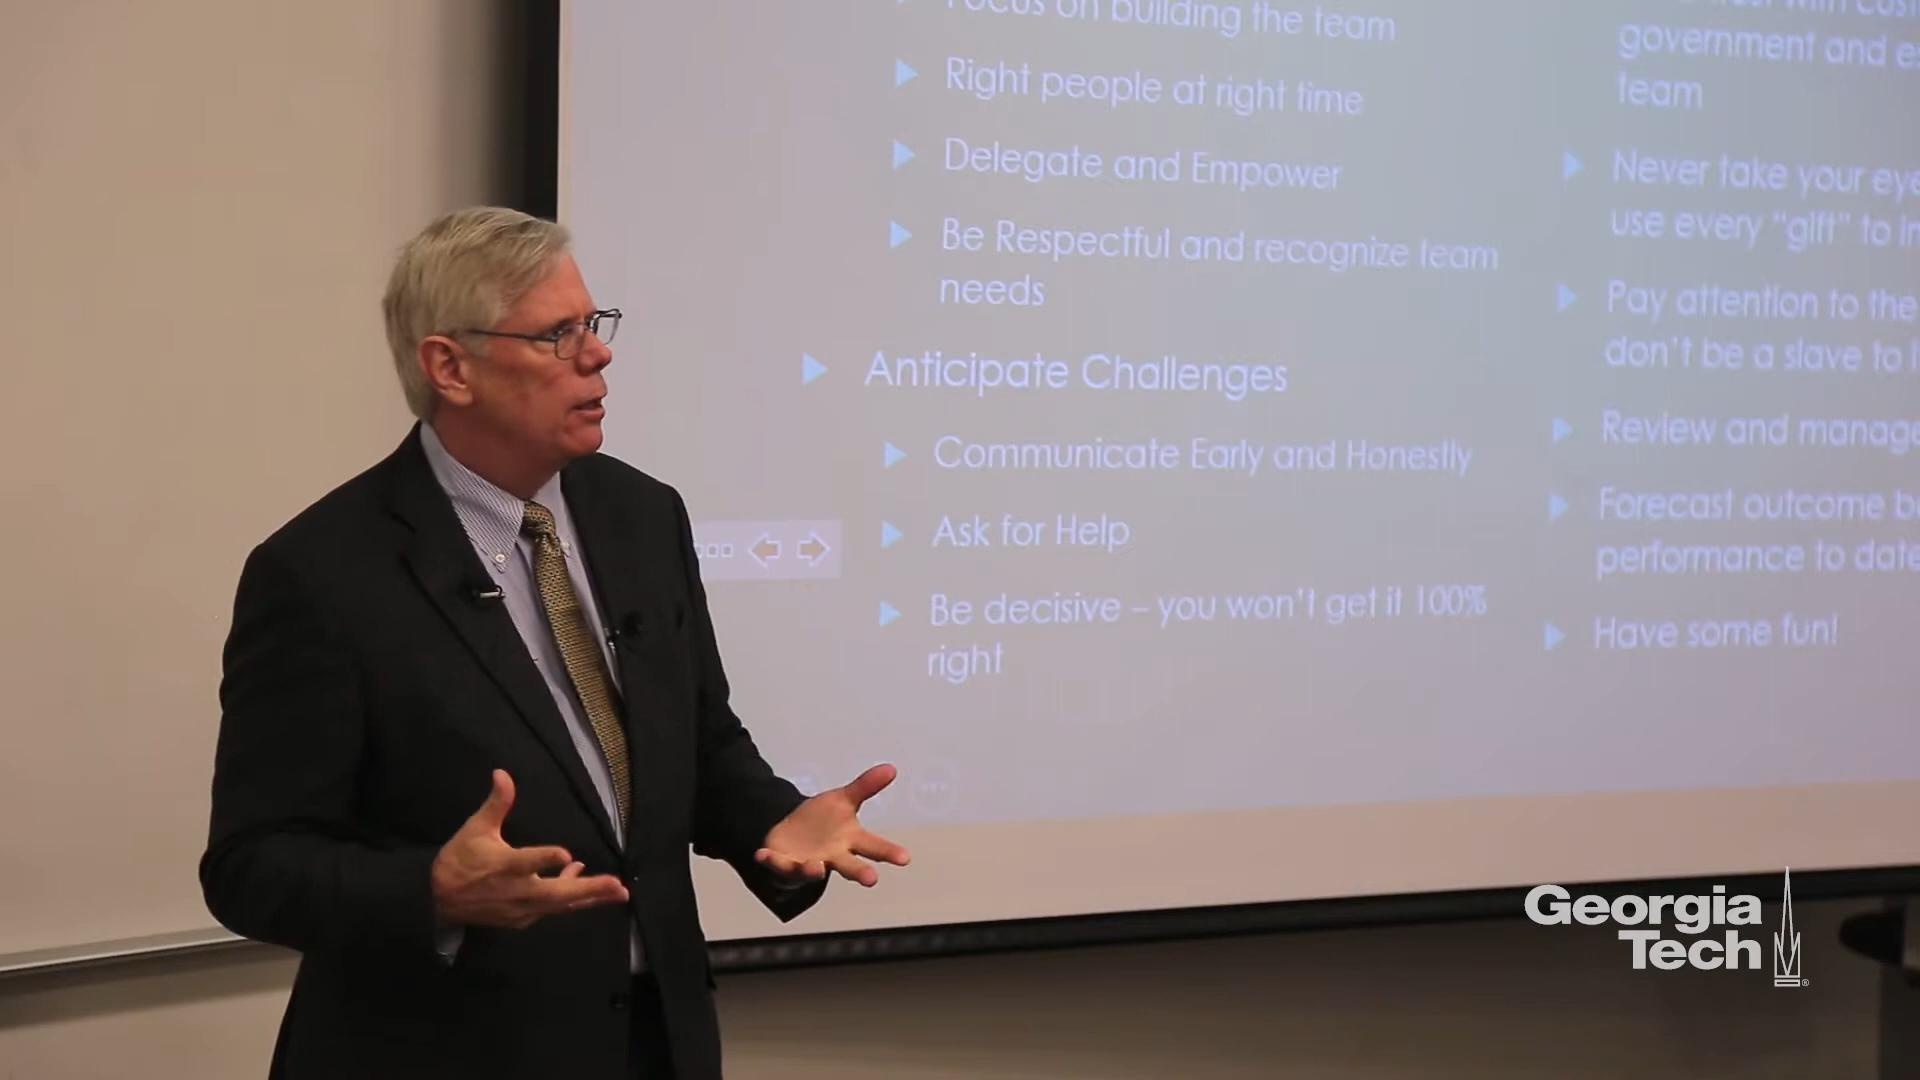 Focus on building the team
Right people at right time
Delegate and Empower
Be Respectful and recognize team
needs
Anticipate Challenges
Communicate Early and Honestly
Ask for Help
Be decisive – you won't get it 100%
right
with
government and
team
Never take your
use every "gift" to
Pay attention to the
don't be a slave to
Review and
Forecast outcome
performance to date
Have some fun!
Georgia
Tech